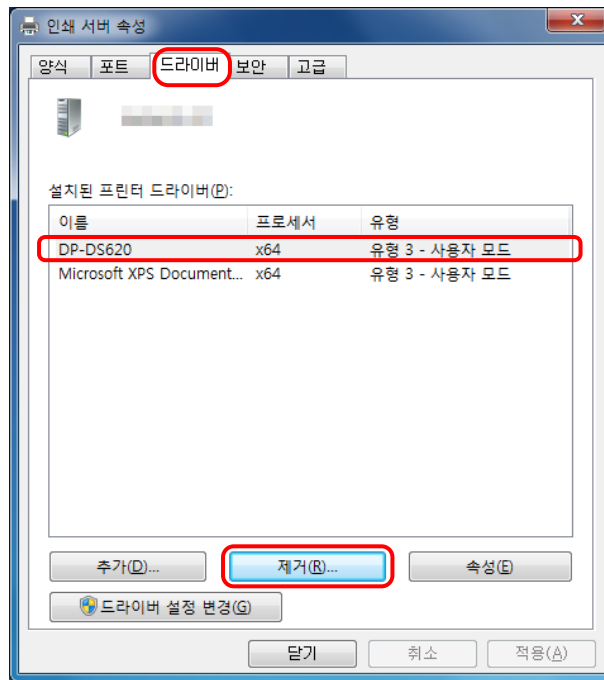 인쇄 서버 속성
양식 포트 드라이버 보안 고급
설치된 프린터 드라이버(P):
이름 프로세서 유형
DP-DS620 x64 유형 3 - 사용자 모드
Microsoft XPS Document... x64 유형 3 - 사용자 모드
추가(D)... 제거(R)... 속성(E)
드라이버 설정 변경(G)
닫기 취소 적용(A)